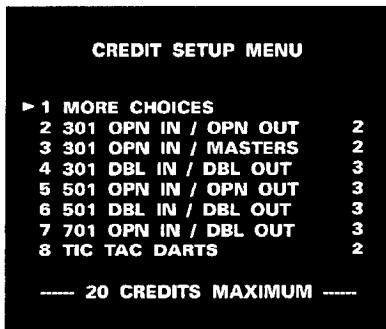 CREDIT SETUP MENU
► 1 MORE CHOICES
2 301 OPN IN / OPN OUT 2
3 301 OPN IN / MASTERS 2
4 301 DBL IN / DBL OUT 3
5 501 OPN IN / OPN OUT 3
6 501 DBL IN / DBL OUT 3
7 701 OPN IN / DBL OUT 3
8 TIC TAC DARTS 2
------ 20 CREDITS MAXIMUM ------